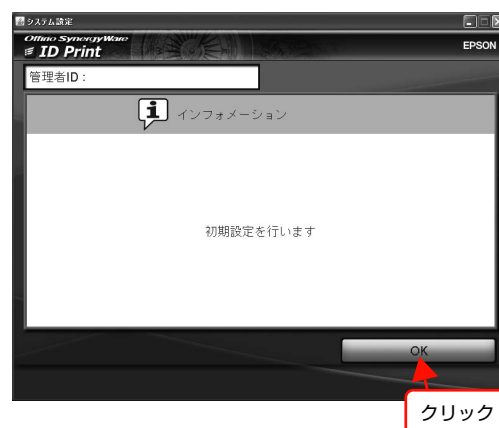 システム設定
Offirio SynergyWare
ID Print
EPSON
管理者ID：
インフォメーション
初期設定を行います
OK
クリック